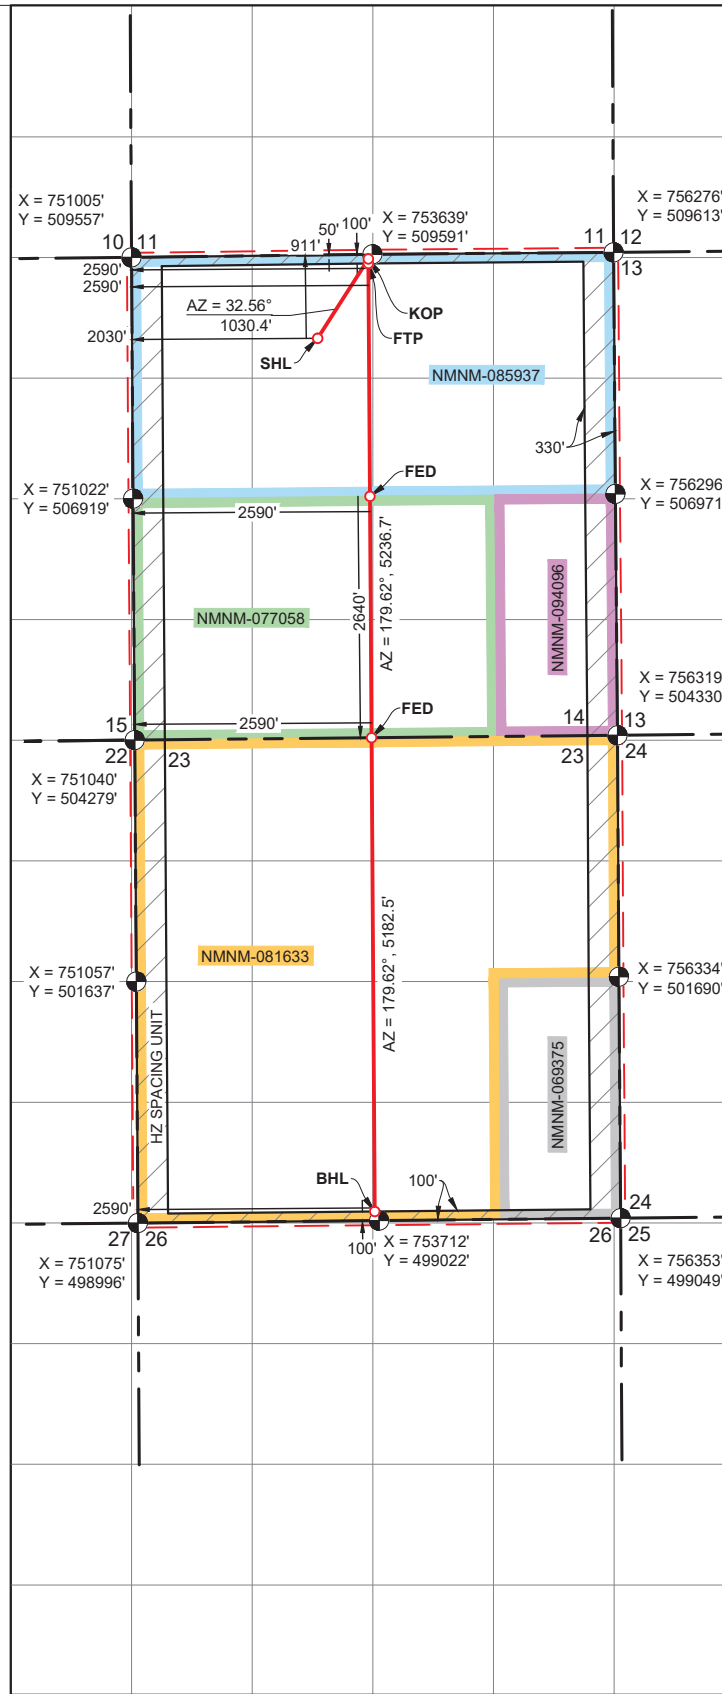 X = 751005'
Y = 509557'
X = 753639'
Y = 509591'
X = 756276'
Y = 509613'
50'
100'
911'
10
11
11
12
13
2590'
2590'
AZ = 32.56°
1030.4'
KOP
FTP
2030'
SHL
NMNM-085937
330'
X = 751022'
Y = 506919'
FED
X = 756296
Y = 506971
2590'
NMNM-077058
2640'
AZ = 179.62°, 5236.7'
NMNM-094096
X = 756319
Y = 504330
15
2590'
FED
14
13
22
23
23
24
X = 751040'
Y = 504279'
NMNM-081633
AZ = 179.62°, 5182.5'
X = 751057'
Y = 501637'
X = 756334'
Y = 501690'
HZ SPACING UNIT
NMNM-069375
BHL
100'
2590'
24
27
26
100'
26
25
X = 753712'
Y = 499022'
X = 751075'
Y = 498996'
X = 756353'
Y = 499049'